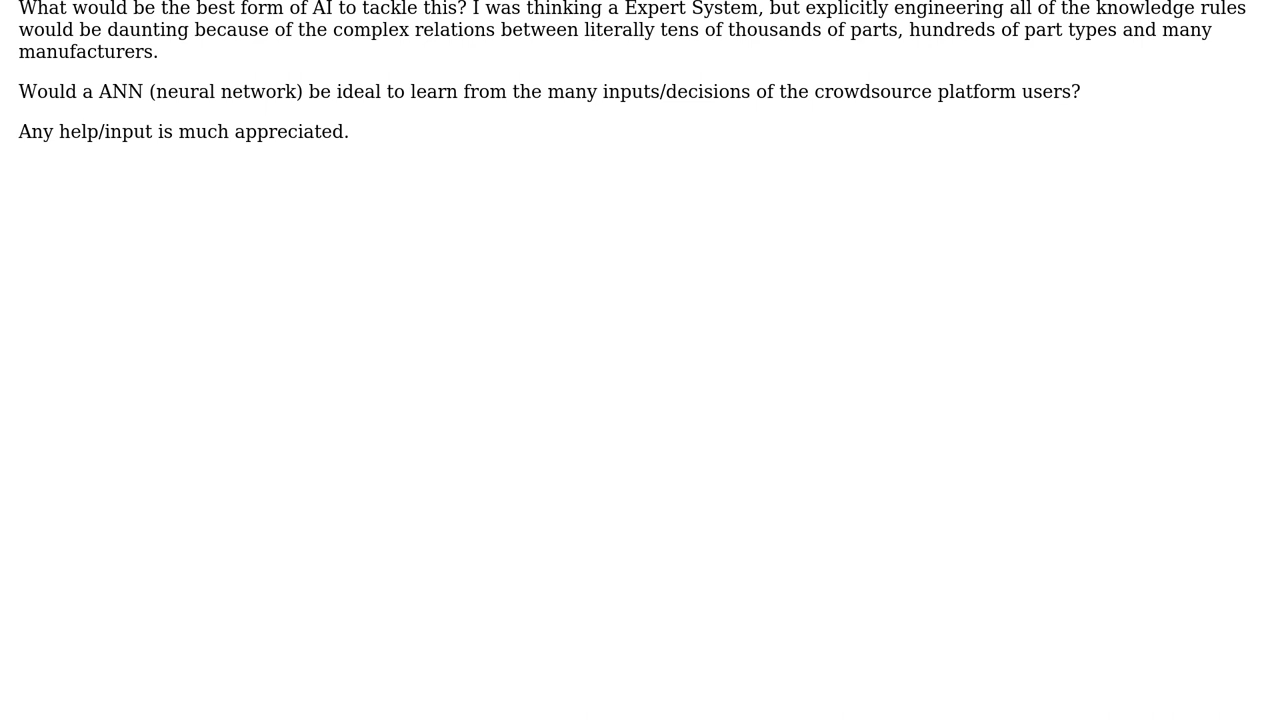 What would be the best form of AI to tackle this? I was thinking a Expert System, but explicitly engineering all of the knowledge rules
would be daunting because of the complex relations between literally tens of thousands of parts, hundreds of part types and many
manufacturers.
Would a ANN (neural network) be ideal to learn from the many inputs/decisions of the crowdsource platform users?
Any help/input is much appreciated.